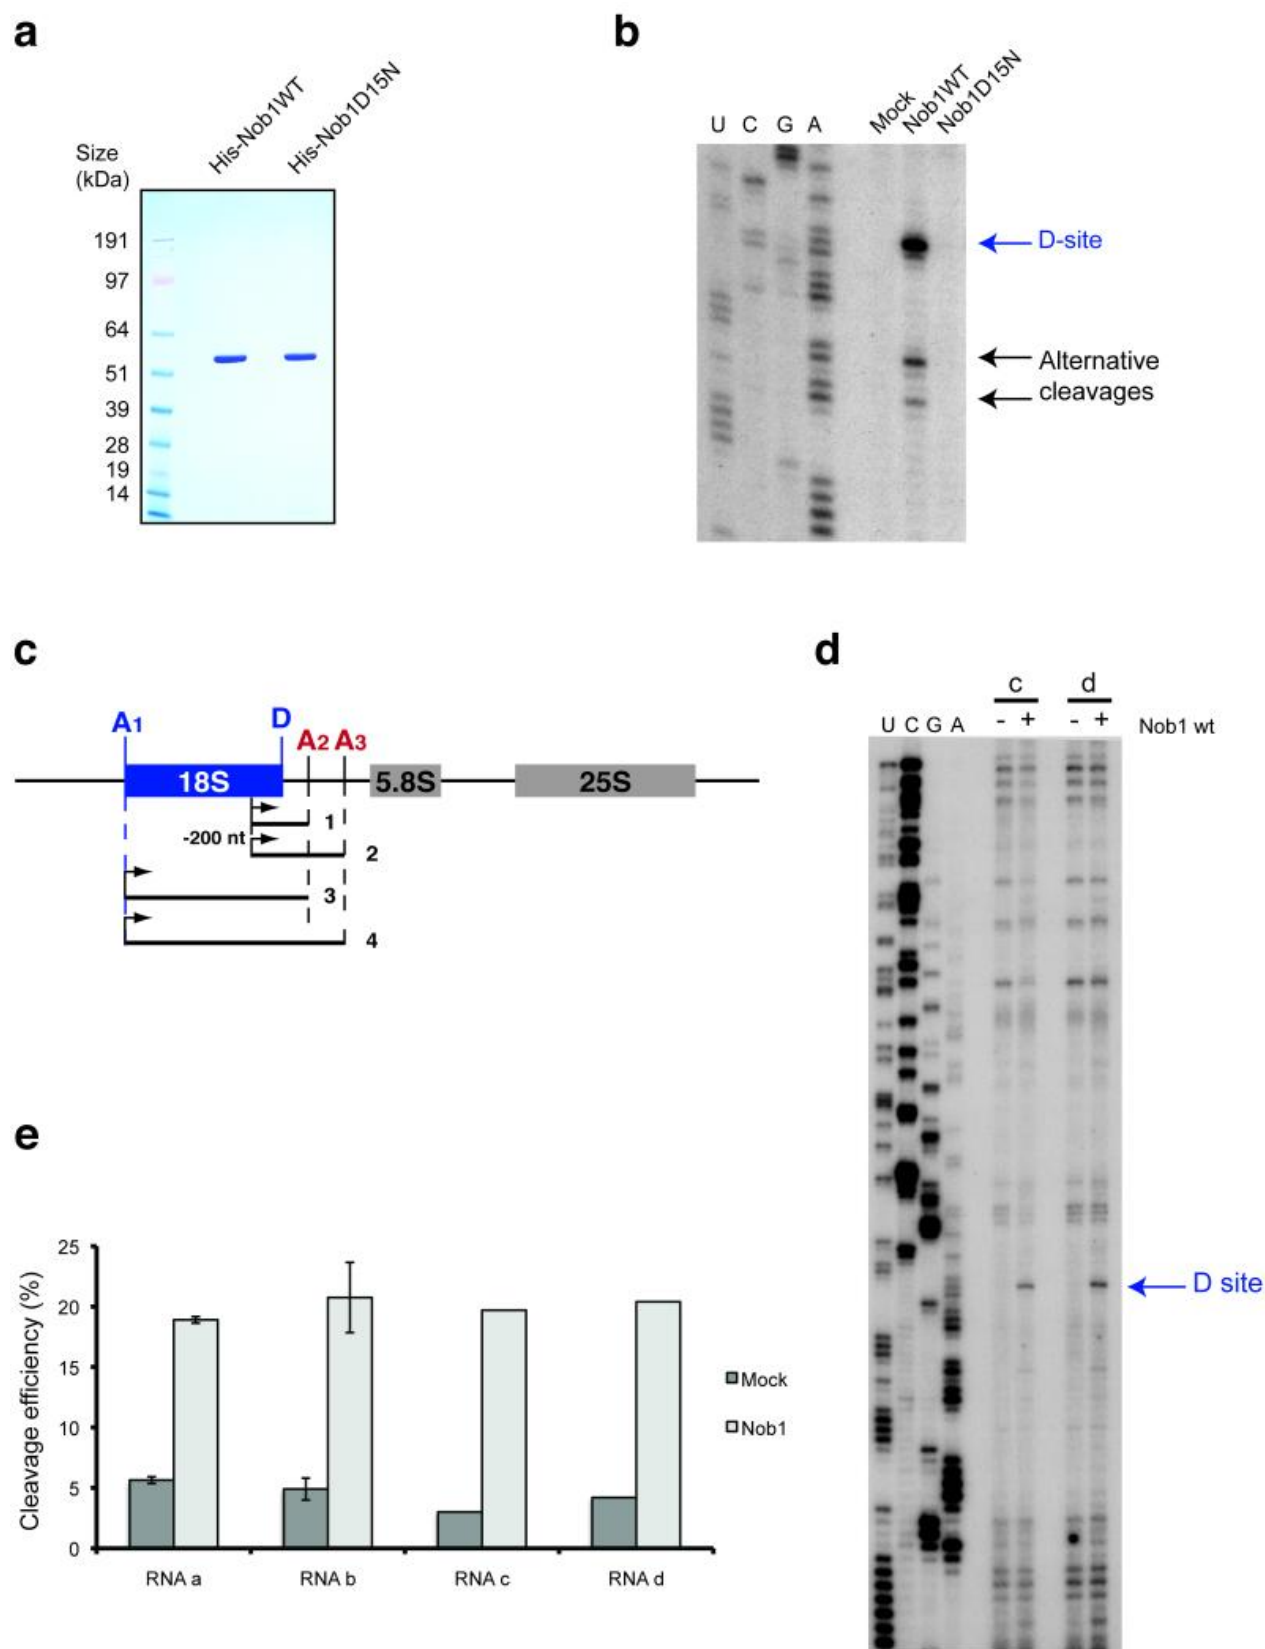 a
His-Nob1WT
His-Nob1D15N
Size
(kDa)
191
97
64
51
39
28
19
14
b
U C G A
Mock
Nob1WT
Nob1D15N
D-site
Alternative
cleavages
c
A1
D
A2 A3
18S
5.8S
25S
1
-200 nt
2
3
4
d
c d
U C G A - + - + Nob1 wt
D site
e
Cleavage efficiency (%)
25
20
15
10
5
0
RNA a RNA b RNA c RNA d
Mock
Nob1